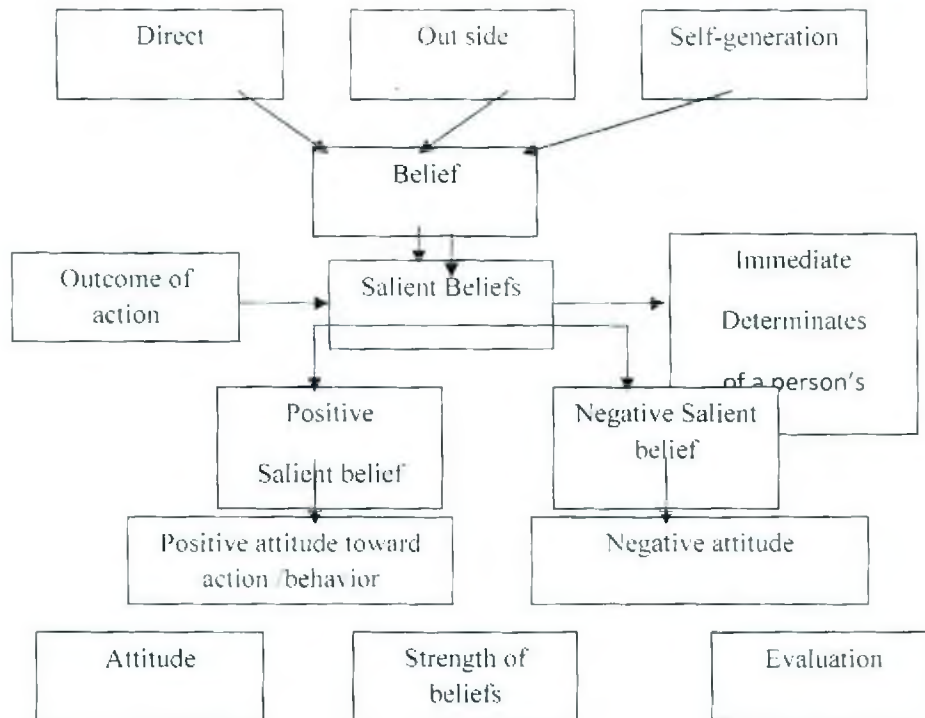 Direct
Out side
Self-generation
Belief
Outcome of
action
Salient Beliefs
Immediate
Determinates
of a person's
Positive
Salient belief
Negative Salient
belief
Positive attitude toward
action /behavior
Negative attitude
Attitude
Strength of
beliefs
Evaluation